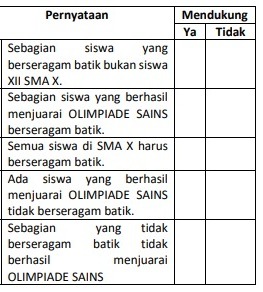 Pernyataan Mendukung
Ya Tidak
Sebagian siswa yang
berseragam batik bukan siswa
XII SMA X.
Sebagian siswa yang berhasil
menjuarai OLIMPIADE SAINS
berseragam batik.
Semua siswa di SMA X harus
berseragam batik.
Ada siswa yang berhasil
menjuarai OLIMPIADE SAINS
tidak berseragam batik.
Sebagian yang tidak
berseragam batik tidak
berhasil menjuarai
OLIMPIADE SAINS